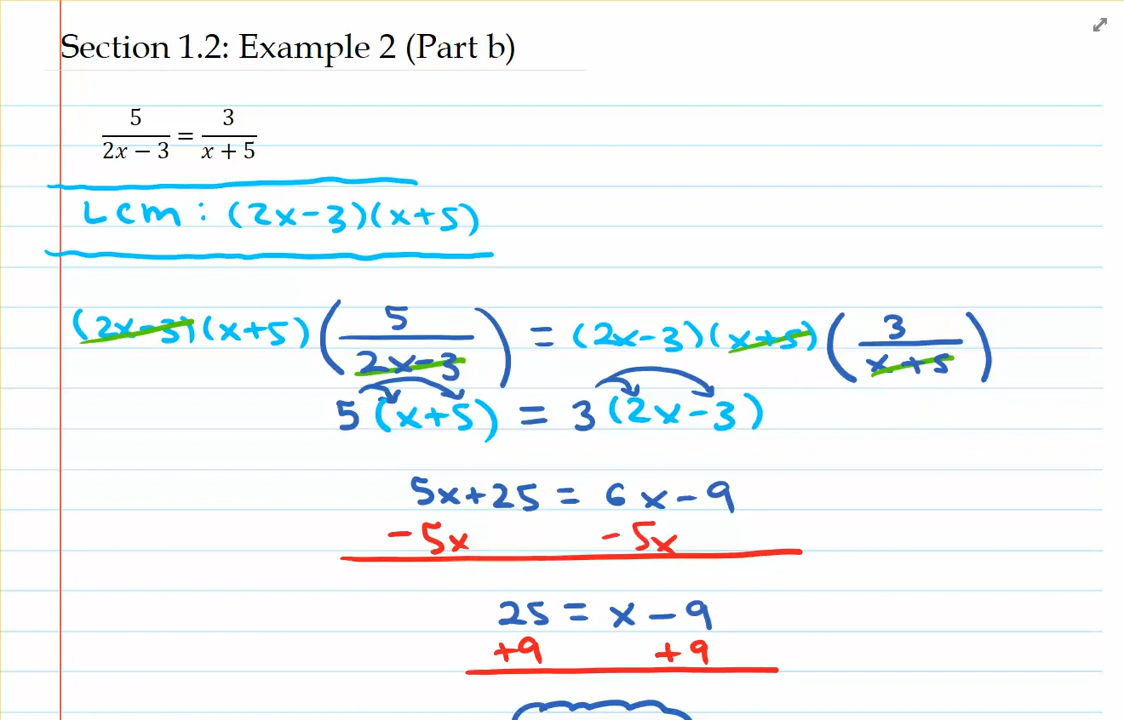 Section 1.2: Example 2 (Part b)
5/(2x − 3) = 3/(x + 5)
LCM : (2x-3)(x+5)
(2x-3)(x+5)(5/(2x-3)) = (2x-3)(x+5)(3/(x+5))
5(x+5) = 3(2x-3)
5x+25 = 6x-9
-5x -5x
25 = x-9
+9 +9